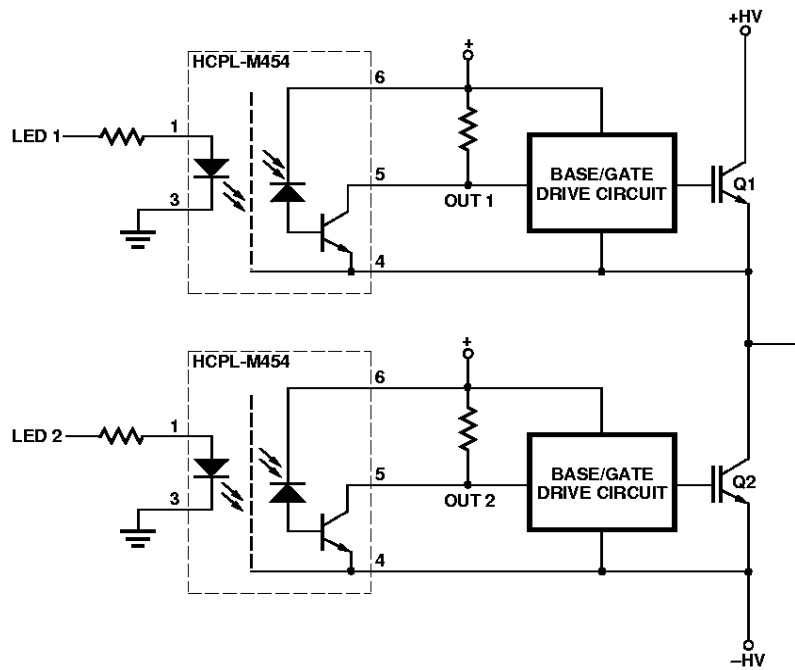 +HV
+
HCPL-M454
6
LED 1
1
BASE/GATE
DRIVE CIRCUIT
5
Q1
OUT 1
3
4
HCPL-M454
+
6
LED 2
1
BASE/GATE
DRIVE CIRCUIT
5
Q2
OUT 2
3
4
–HV